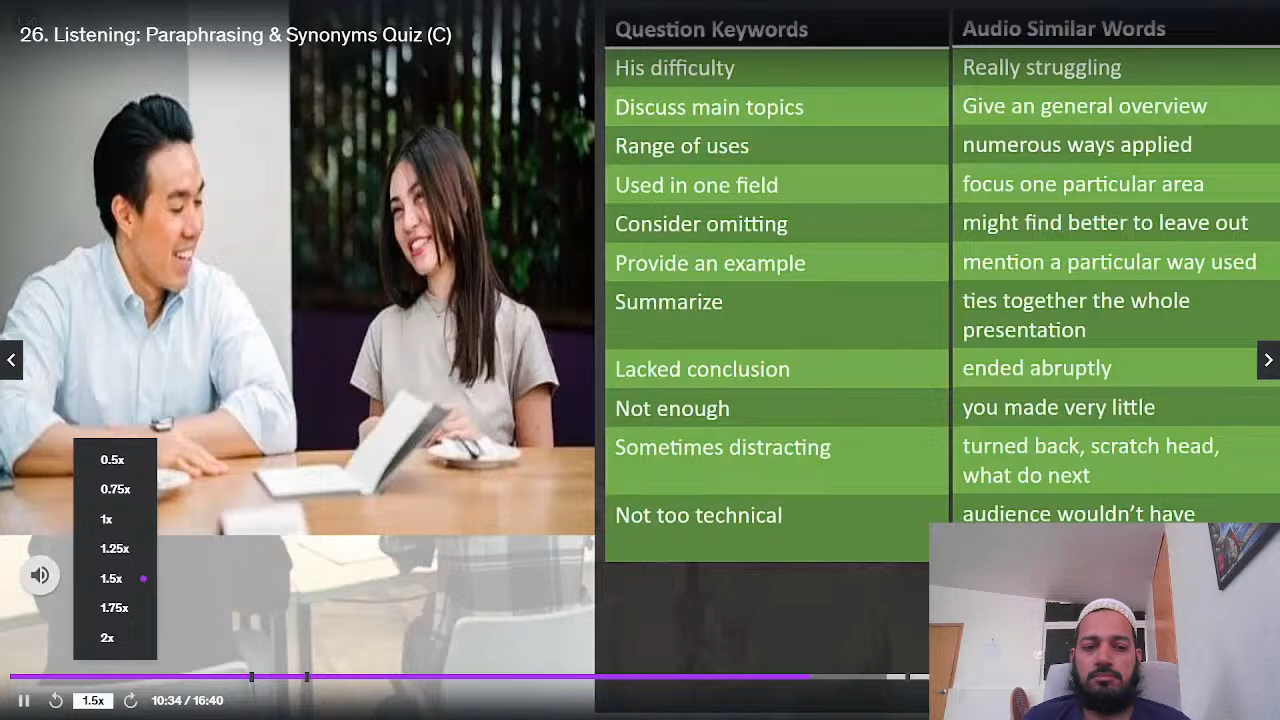 26. Listening: Paraphrasing & Synonyms Quiz (C)
Question Keywords
Audio Similar Words
His difficulty
Really struggling
Discuss main topics
Give an general overview
Range of uses
numerous ways applied
Used in one field
focus one particular area
Consider omitting
might find better to leave out
Provide an example
mention a particular way used
Summarize
ties together the whole
presentation
Lacked conclusion
ended abruptly
Not enough
you made very little
Sometimes distracting
turned back, scratch head,
what do next
Not too technical
audience wouldn't have
0.5x
0.75x
1x
1.25x
1.5x
1.75x
2x
1.5x
10:34 / 16:40